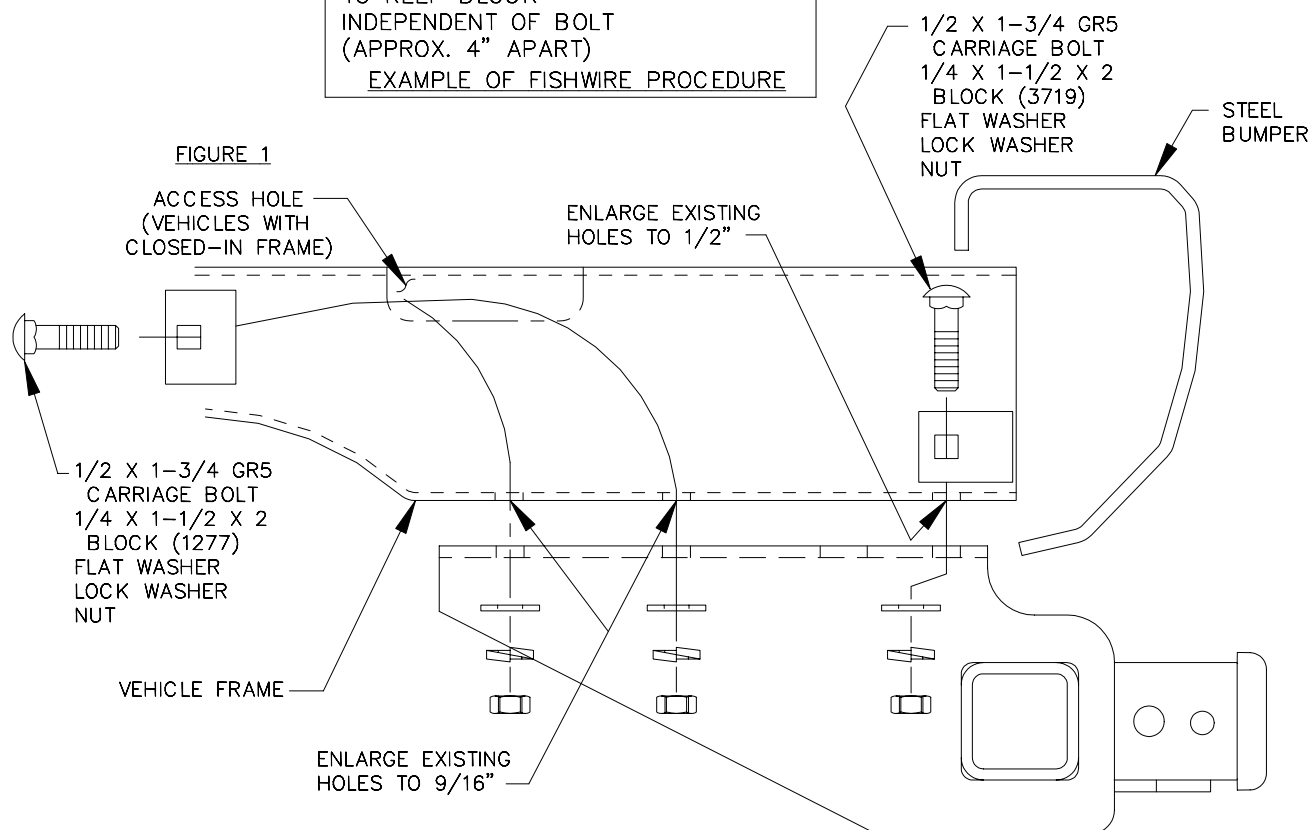 TO KEEP BLOCK
INDEPENDENT OF BOLT
(APPROX. 4" APART)
EXAMPLE OF FISHWIRE PROCEDURE
1/2 X 1-3/4 GR5
CARRIAGE BOLT
1/4 X 1-1/2 X 2
BLOCK (3719)
FLAT WASHER
LOCK WASHER
NUT
STEEL
BUMPER
FIGURE 1
ACCESS HOLE
(VEHICLES WITH
CLOSED-IN FRAME)
ENLARGE EXISTING
HOLES TO 1/2"
1/2 X 1-3/4 GR5
CARRIAGE BOLT
1/4 X 1-1/2 X 2
BLOCK (1277)
FLAT WASHER
LOCK WASHER
NUT
VEHICLE FRAME
ENLARGE EXISTING
HOLES TO 9/16"